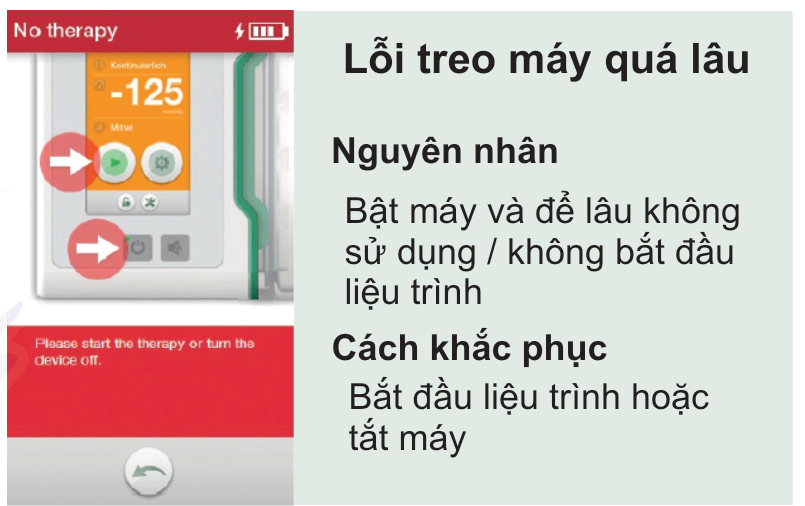 No therapy
Kontinuierlich
-125
Mittel
Please start the therapy or turn the
device off.
Lỗi treo máy quá lâu
Nguyên nhân
Bật máy và để lâu không
sử dụng / không bắt đầu
liệu trình
Cách khắc phục
Bắt đầu liệu trình hoặc
tắt máy